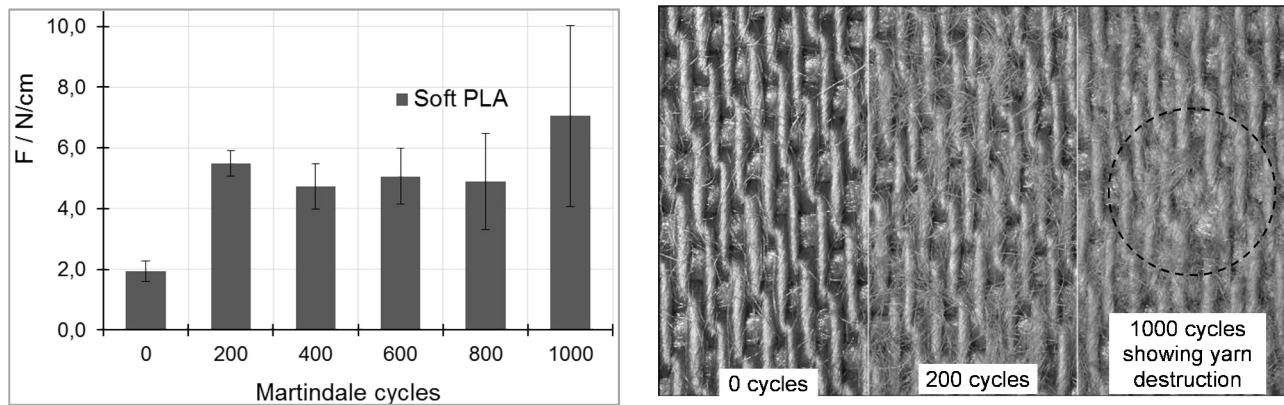 10,0
8,0
6,0
4,0
2,0
0,0
F / N/cm
Soft PLA
0 200 400 600 800 1000
Martindale cycles
0 cycles
200 cycles
1000 cycles
showing yarn
destruction